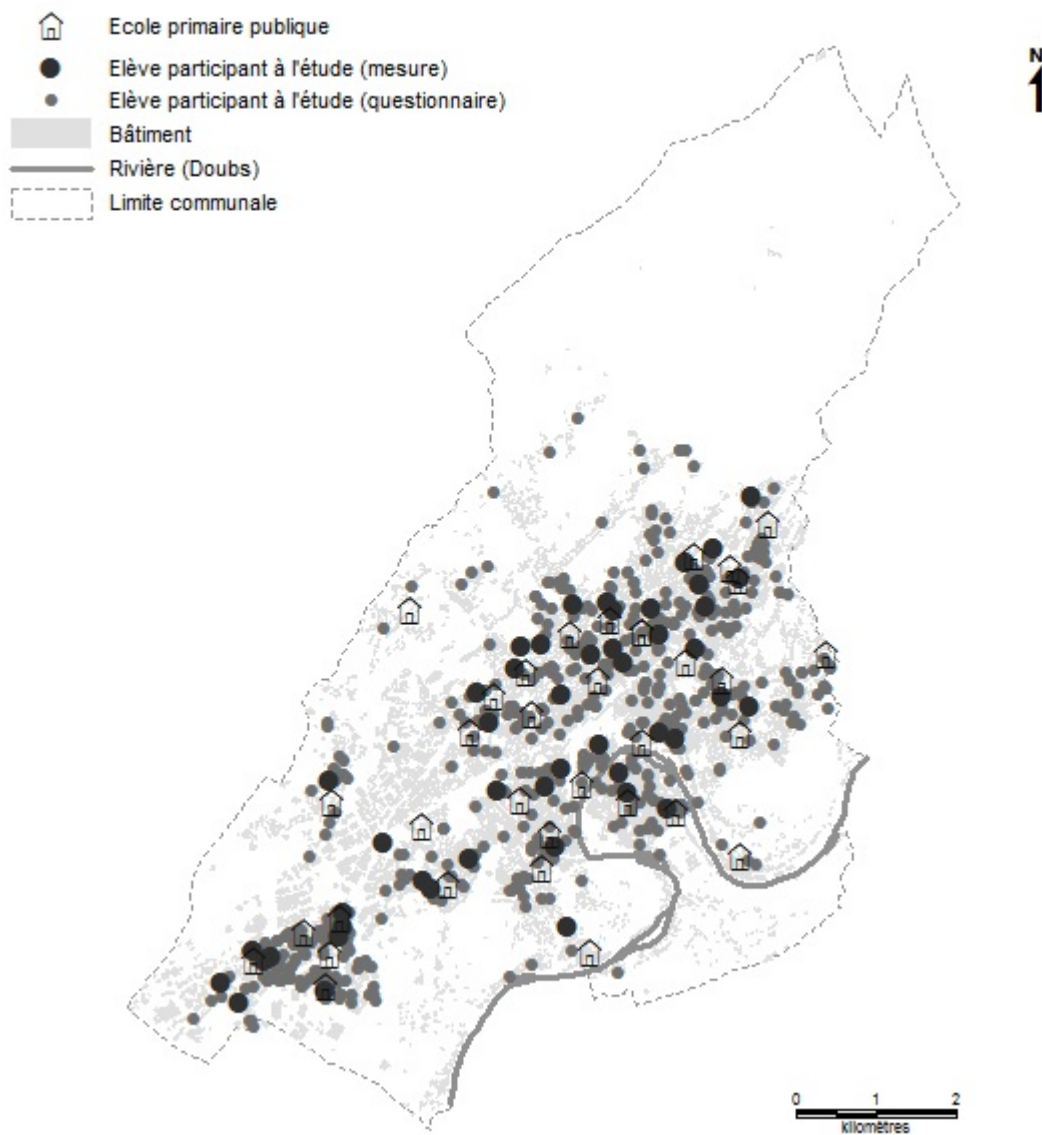 Ecole primaire publique
Elève participant à l'étude (mesure)
Elève participant à l'étude (questionnaire)
Bâtiment
Rivière (Doubs)
Limite communale
N
0 1 2
kilomètres